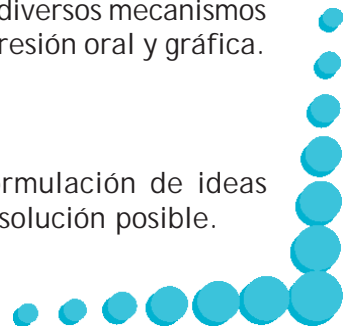 diversos mecanismos
resión oral y gráfica.
rmulación de ideas
solución posible.